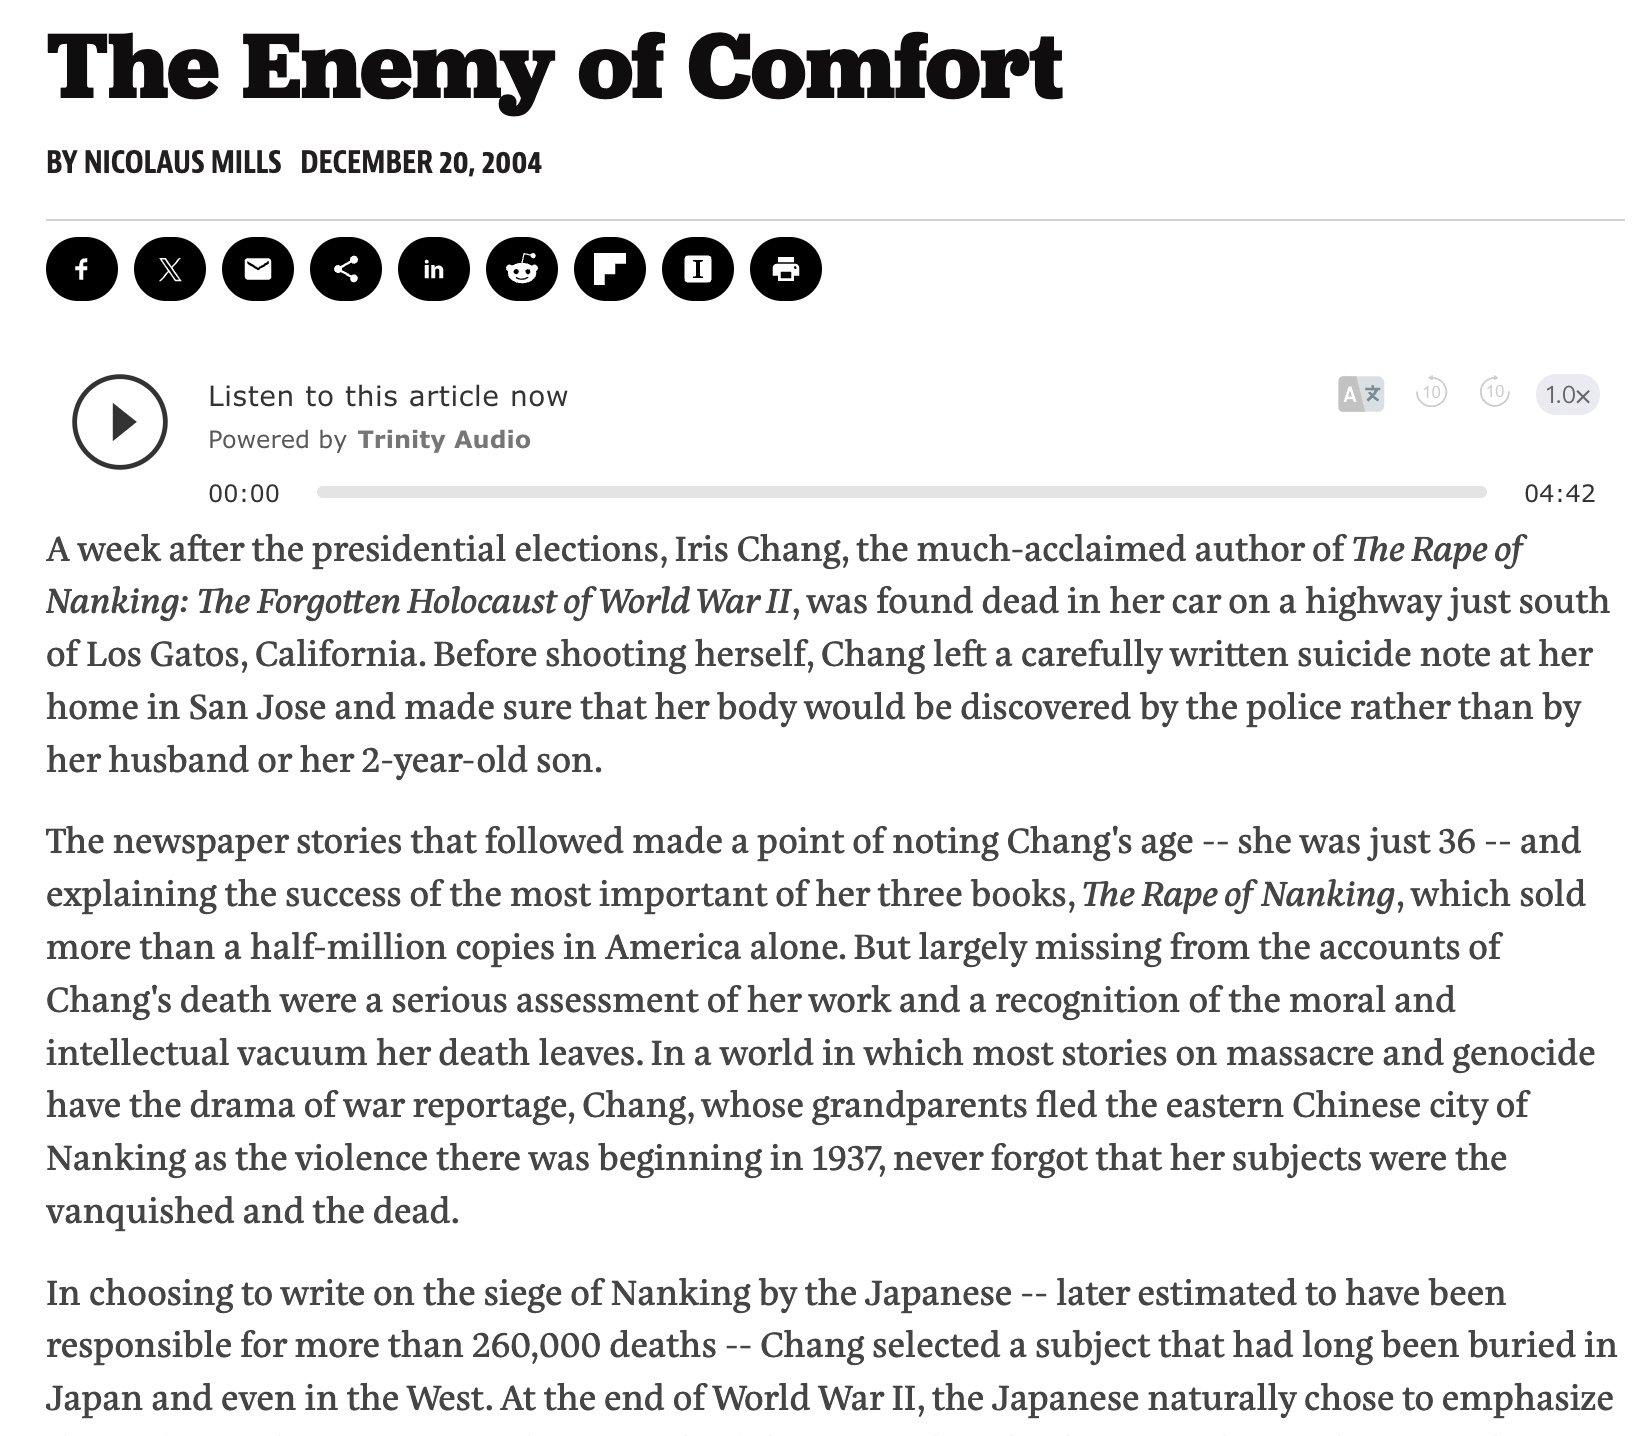 The Enemy of Comfort
BY NICOLAUS MILLS DECEMBER 20, 2004
f X in I
Listen to this article now
A 文 10 10 1.0x
Powered by Trinity Audio
00:00 04:42
A week after the presidential elections, Iris Chang, the much-acclaimed author of The Rape of
Nanking: The Forgotten Holocaust of World War II, was found dead in her car on a highway just south
of Los Gatos, California. Before shooting herself, Chang left a carefully written suicide note at her
home in San Jose and made sure that her body would be discovered by the police rather than by
her husband or her 2-year-old son.
The newspaper stories that followed made a point of noting Chang's age -- she was just 36 -- and
explaining the success of the most important of her three books, The Rape of Nanking, which sold
more than a half-million copies in America alone. But largely missing from the accounts of
Chang's death were a serious assessment of her work and a recognition of the moral and
intellectual vacuum her death leaves. In a world in which most stories on massacre and genocide
have the drama of war reportage, Chang, whose grandparents fled the eastern Chinese city of
Nanking as the violence there was beginning in 1937, never forgot that her subjects were the
vanquished and the dead.
In choosing to write on the siege of Nanking by the Japanese -- later estimated to have been
responsible for more than 260,000 deaths -- Chang selected a subject that had long been buried in
Japan and even in the West. At the end of World War II, the Japanese naturally chose to emphasize